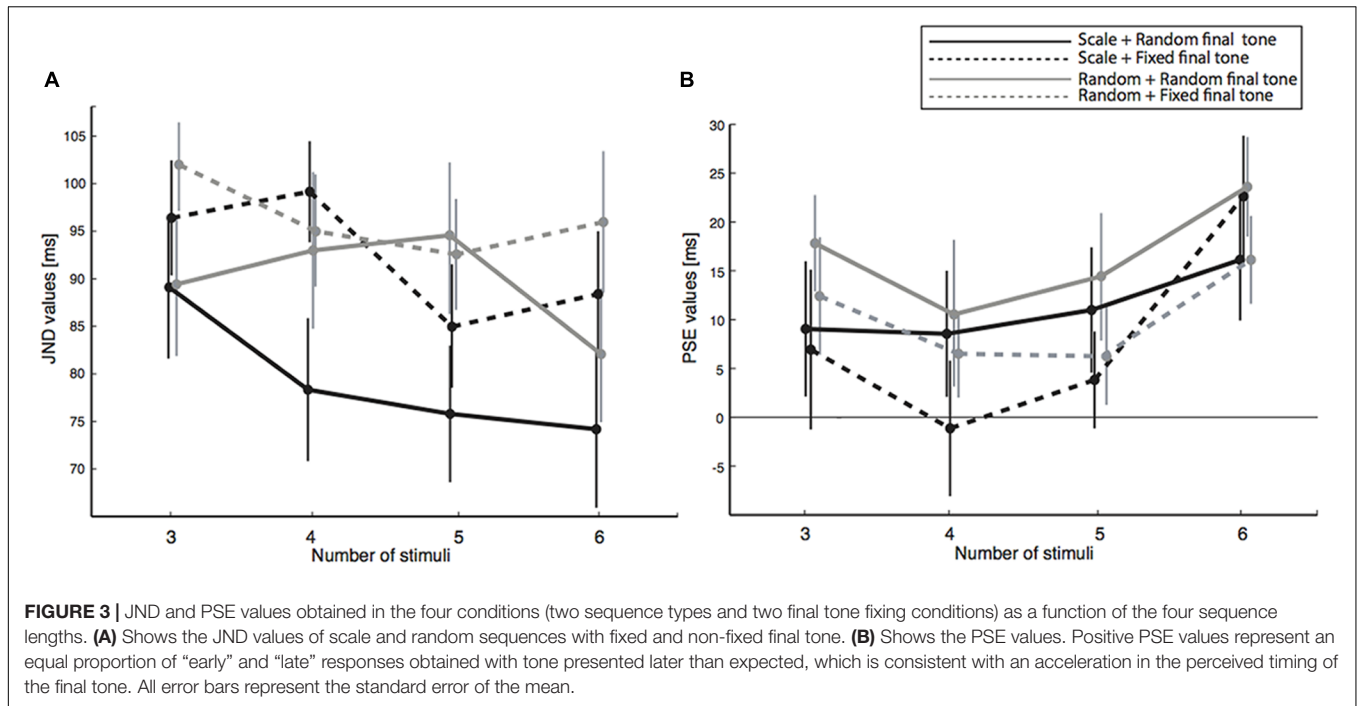 Scale + Random final tone
Scale + Fixed final tone
Random + Random final tone
Random + Fixed final tone
A
B
JND values [ms]
105
100
95
90
85
80
75
70
3
4
5
6
Number of stimuli
PSE values [ms]
30
25
20
15
10
5
0
-5
3
4
5
6
Number of stimuli
FIGURE 3 | JND and PSE values obtained in the four conditions (two sequence types and two final tone fixing conditions) as a function of the four sequence
lengths. (A) Shows the JND values of scale and random sequences with fixed and non-fixed final tone. (B) Shows the PSE values. Positive PSE values represent an
equal proportion of “early” and “late” responses obtained with tone presented later than expected, which is consistent with an acceleration in the perceived timing of
the final tone. All error bars represent the standard error of the mean.